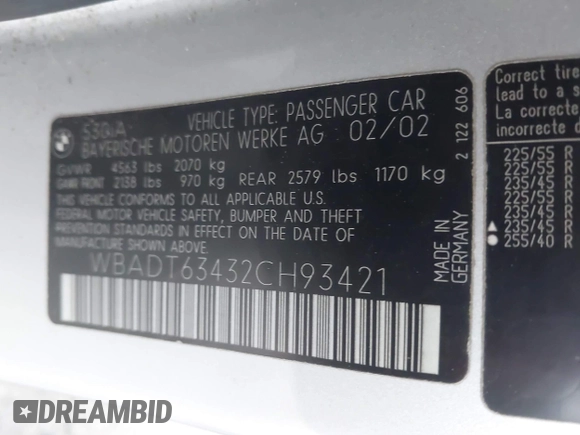 530iA VEHICLE TYPE: PASSENGER CAR
BAYERISCHE MOTOREN WERKE AG 02/02
GVWR 4563 lbs 2070 kg
GAWR FRONT 2138 lbs 970 kg REAR 2579 lbs 1170 kg
THIS VEHICLE CONFORMS TO ALL APPLICABLE U.S.
FEDERAL MOTOR VEHICLE SAFETY, BUMPER AND THEFT
PREVENTION STANDARDS IN EFFECT ON THE DATE OF
MANUFACTURE SHOWN ABOVE.
WBADT63432CH93421
MADE IN
GERMANY
2 122 606
Correct tire
lead to a s
La correcte
incorrecte
225/55 R
225/55 R
235/45 R
225/55 R
235/45 R
235/45 R
235/45 R
255/40 R
DREAMBID